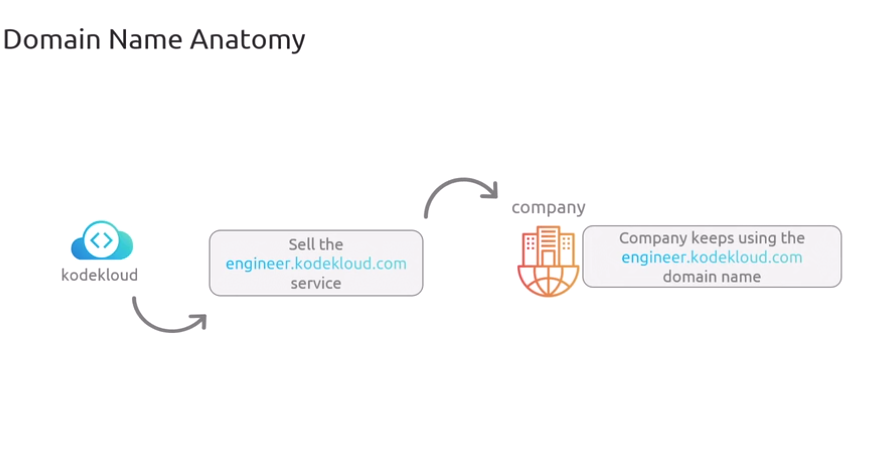 Domain Name Anatomy
kodekloud
Sell the
engineer.kodekloud.com
service
company
Company keeps using the
engineer.kodekloud.com
domain name